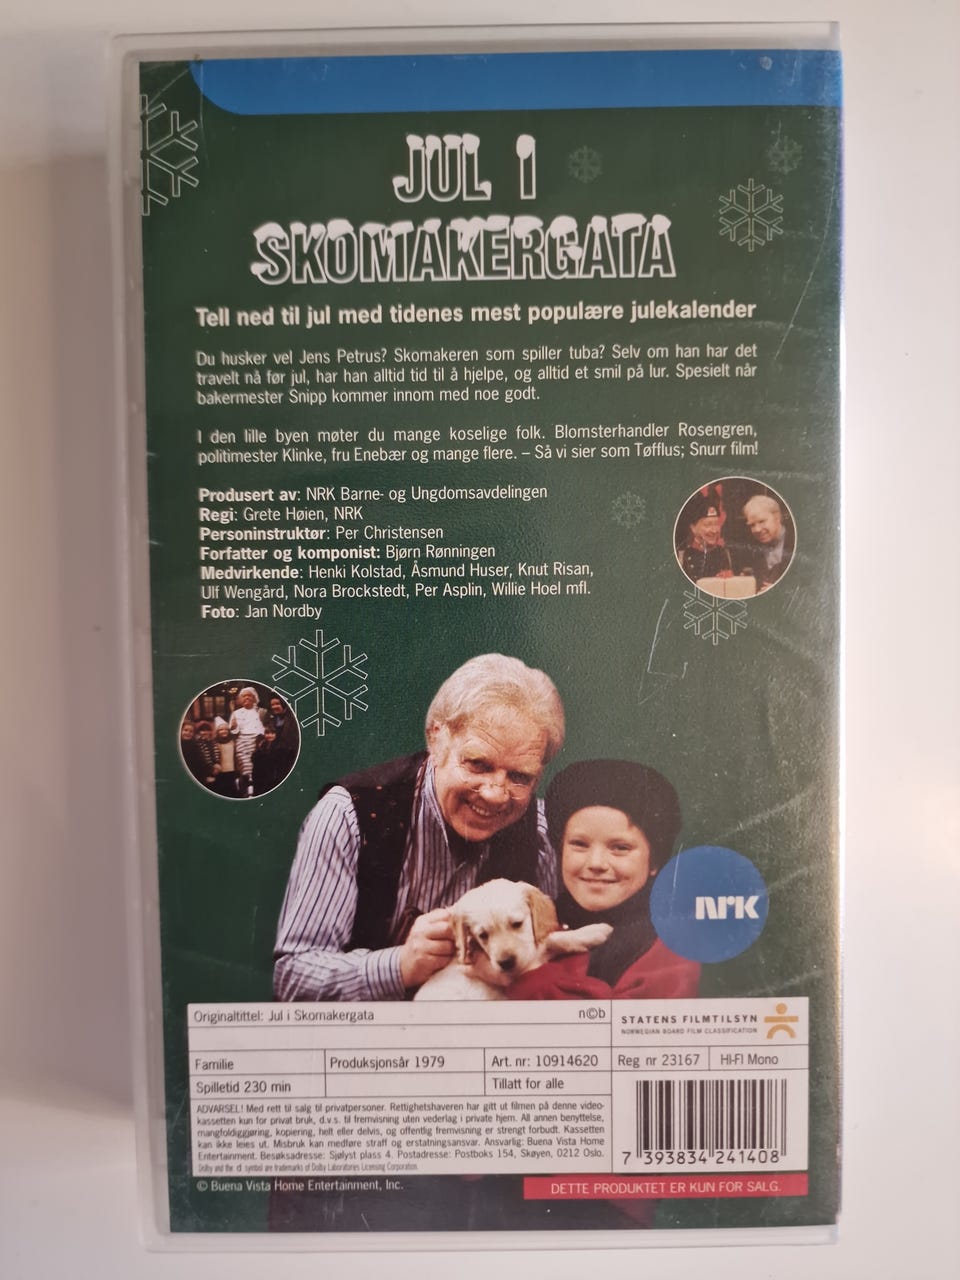 JUL I
SKOMAKERGATA
Tell ned til jul med tidenes mest populære julekalender
Du husker vel Jens Petrus? Skomakeren som spiller tuba? Selv om han har det
travelt nå før jul, har han alltid tid til å hjelpe, og alltid et smil på lur. Spesielt når
bakermester Snipp kommer innom med noe godt.
I den lille byen møter du mange koselige folk. Blomsterhandler Rosengren,
politimester Klinke, fru Enebær og mange flere. – Så vi sier som Tøfflus; Snurr film!
Produsert av: NRK Barne- og Ungdomsavdelingen
Regi: Grete Høien, NRK
Personinstruktør: Per Christensen
Forfatter og komponist: Bjørn Rønningen
Medvirkende: Henki Kolstad, Åsmund Huser, Knut Risan,
Ulf Wengård, Nora Brockstedt, Per Asplin, Willie Hoel mfl.
Foto: Jan Nordby
NRK
Originaltittel: Jul i Skomakergata
n©b
STATENS FILMTILSYN
NORWEGIAN BOARD FILM CLASSIFICATION
Familie
Produksjonsår 1979
Art. nr: 10914620
Reg nr 23167
HI-FI Mono
Spilletid 230 min
Tillatt for alle
ADVARSEL! Med rett til salg til privatpersoner. Rettighetshaveren har gitt ut filmen på denne video-
kassetten kun for privat bruk, d.v.s. til fremvisning uten vederlag i private hjem. All annen benyttelse,
mangfoldiggjøring, kopiering, helt eller delvis, og offentlig fremvisning er strengt forbudt. Kassetten
kan ikke leies ut. Misbruk kan medføre straff og erstatningsansvar. Ansvarlig: Buena Vista Home
Entertainment. Besøksadresse: Sjølyst plass 4. Postadresse: Postboks 154, Skøyen, 0212 Oslo.
Dolby and the d symbol are trademarks of Dolby Laboratories Licensing Corporation.
7 393834 241408
© Buena Vista Home Entertainment, Inc.
DETTE PRODUKTET ER KUN FOR SALG.